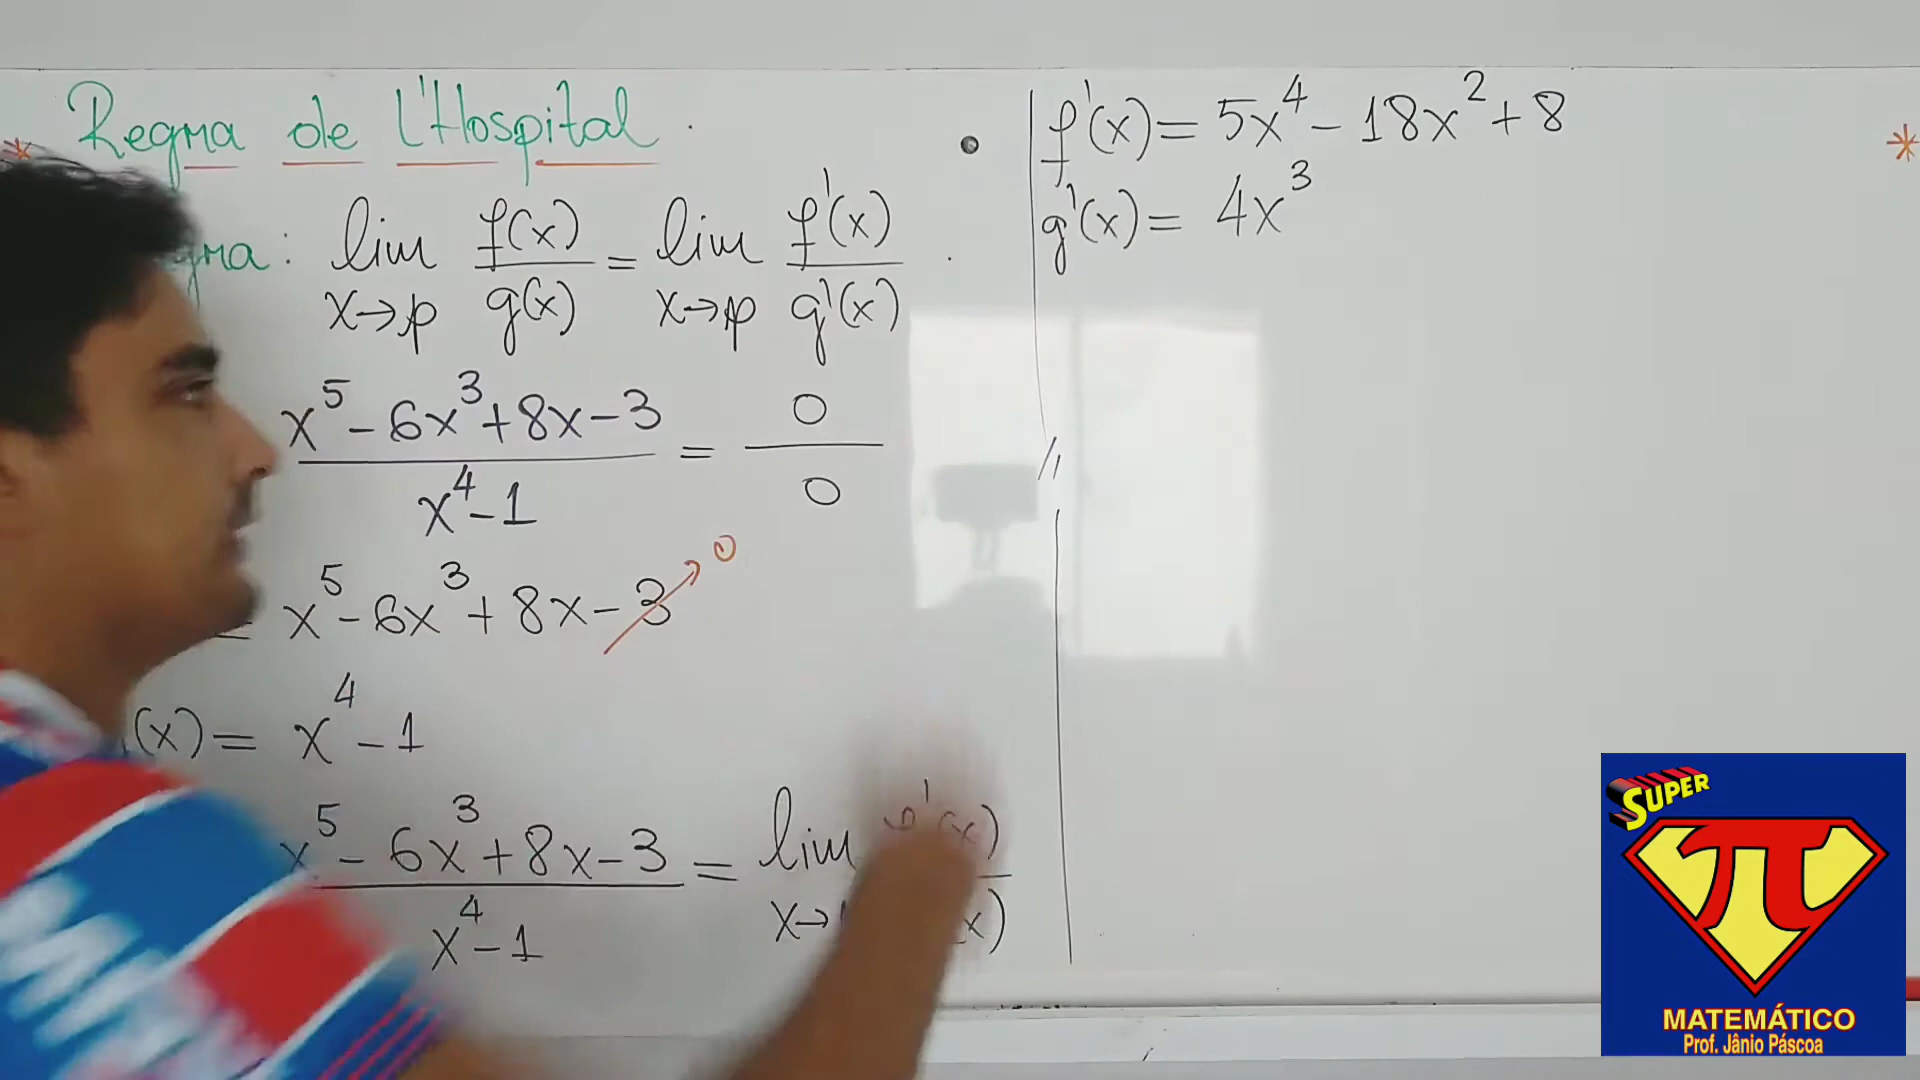 Regra de L'Hospital.
gra: lim f(x) = lim f'(x) .
x→p g(x) x→p g'(x)
x⁵ - 6x³ + 8x - 3 = 0
x⁴ - 1 0
= x⁵ - 6x³ + 8x - 3 → 0
(x) = x⁴ - 1
x⁵ - 6x³ + 8x - 3 = lim (x)
x⁴ - 1 x→ x)
f'(x) = 5x⁴ - 18x² + 8
g'(x) = 4x³
SUPER
π
MATEMÁTICO
Prof. Jânio Páscoa